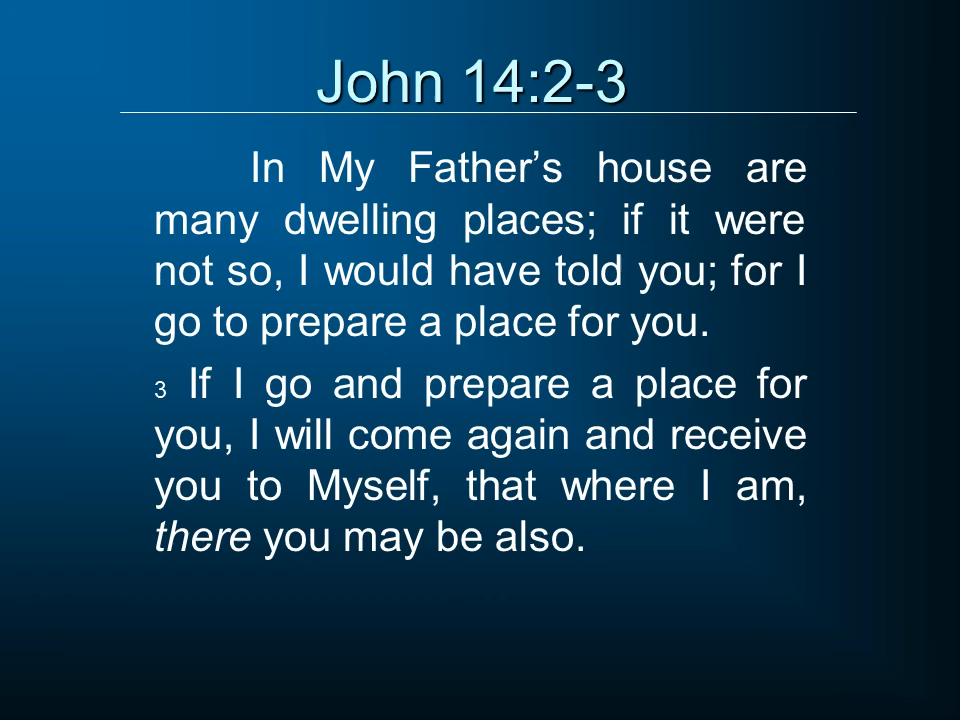 John 14:2-3
In My Father’s house are
many dwelling places; if it were
not so, I would have told you; for I
go to prepare a place for you.
3 If I go and prepare a place for
you, I will come again and receive
you to Myself, that where I am,
there you may be also.